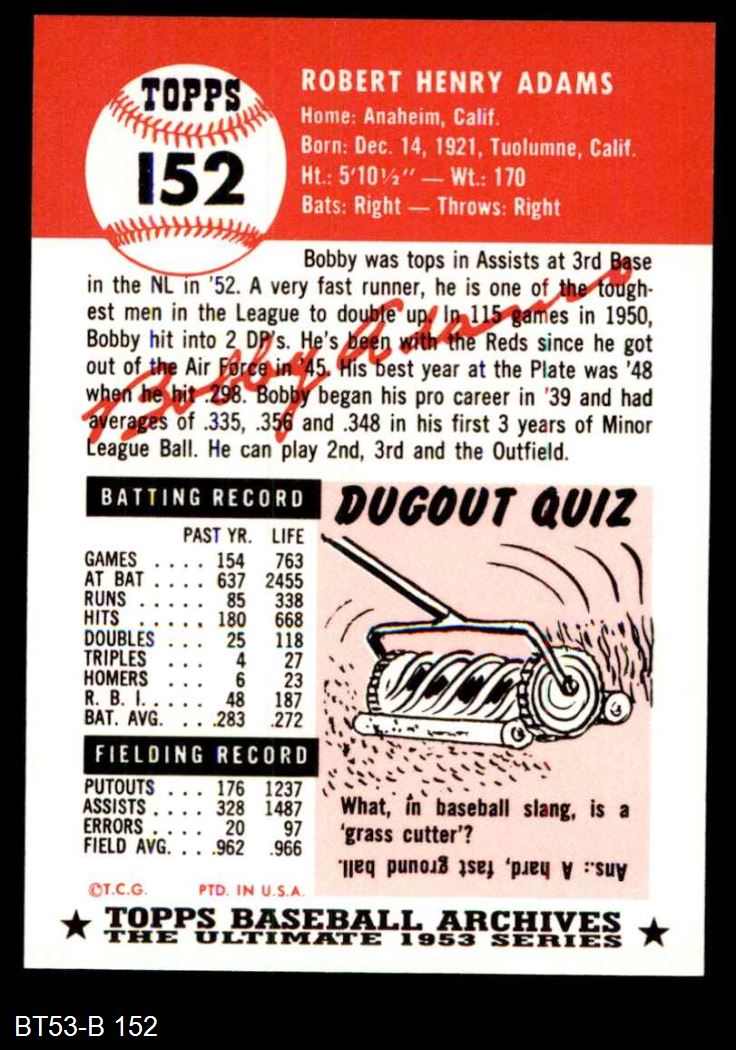 TOPPS
152
ROBERT HENRY ADAMS
Home: Anaheim, Calif.
Born: Dec. 14, 1921, Tuolumne, Calif.
Ht.: 5'10½" — Wt.: 170
Bats: Right — Throws: Right
Bobby was tops in Assists at 3rd Base
in the NL in '52. A very fast runner, he is one of the tough-
est men in the League to double up. In 115 games in 1950,
Bobby hit into 2 DP's. He's been with the Reds since he got
out of the Air Force in '45. His best year at the Plate was '48
when he hit .298. Bobby began his pro career in '39 and had
averages of .335, .356 and .348 in his first 3 years of Minor
League Ball. He can play 2nd, 3rd and the Outfield.
Bobby Adams
BATTING RECORD
PAST YR. LIFE
GAMES .... 154 763
AT BAT .... 637 2455
RUNS ..... 85 338
HITS ..... 180 668
DOUBLES ... 25 118
TRIPLES ... 4 27
HOMERS ... 6 23
R. B. I..... 48 187
BAT. AVG. ... .283 .272
FIELDING RECORD
PUTOUTS ... 176 1237
ASSISTS .... 328 1487
ERRORS .... 20 97
FIELD AVG. ... .962 .966
DUGOUT QUIZ
What, in baseball slang, is a
'grass cutter'?
Ans.: A hard, fast ground ball.
©T.C.G. PTD. IN U.S.A.
★ TOPPS BASEBALL ARCHIVES ★
THE ULTIMATE 1953 SERIES
BT53-B 152